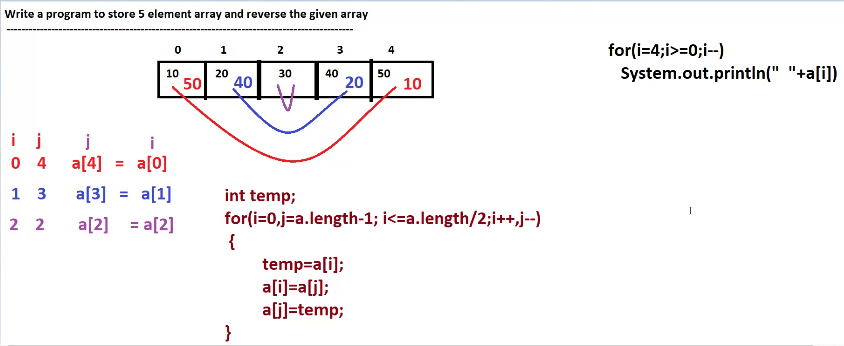 Write a program to store 5 element array and reverse the given array
0 1 2 3 4
10 50 20 40 30 40 20 50 10
for(i=4;i>=0;i--)
System.out.println(" "+a[i])
i j j i
0 4 a[4] = a[0]
1 3 a[3] = a[1]
2 2 a[2] = a[2]
int temp;
for(i=0,j=a.length-1; i<=a.length/2;i++,j--)
{
temp=a[i];
a[i]=a[j];
a[j]=temp;
}